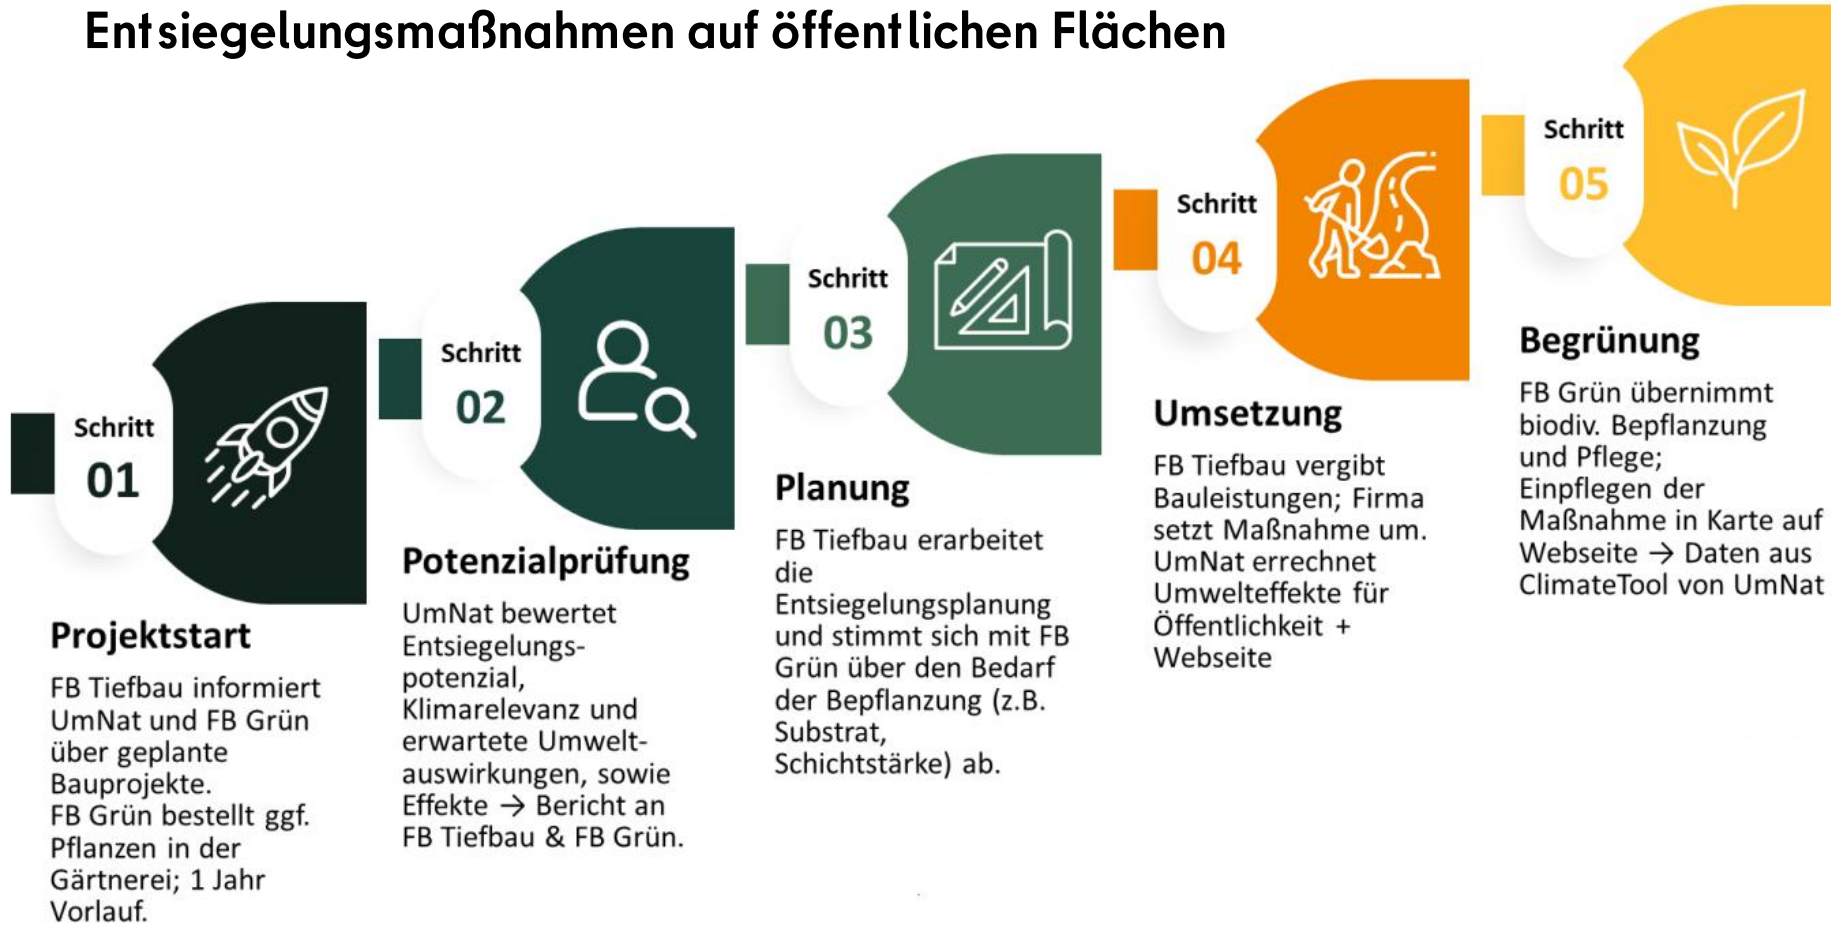 Entsiegelungsmaßnahmen auf öffentlichen Flächen
Schritt
01
Projektstart
FB Tiefbau informiert
UmNat und FB Grün
über geplante
Bauprojekte.
FB Grün bestellt ggf.
Pflanzen in der
Gärtnerei; 1 Jahr
Vorlauf.
Schritt
02
Potenzialprüfung
UmNat bewertet
Entsiegelungs-
potenzial,
Klimarelevanz und
erwartete Umwelt-
auswirkungen, sowie
Effekte → Bericht an
FB Tiefbau & FB Grün.
Schritt
03
Planung
FB Tiefbau erarbeitet
die
Entsiegelungsplanung
und stimmt sich mit FB
Grün über den Bedarf
der Bepflanzung (z.B.
Substrat,
Schichtstärke) ab.
Schritt
04
Umsetzung
FB Tiefbau vergibt
Bauleistungen; Firma
setzt Maßnahme um.
UmNat errechnet
Umwelteffekte für
Öffentlichkeit +
Webseite
Schritt
05
Begrünung
FB Grün übernimmt
biodiv. Bepflanzung
und Pflege;
Einpflegen der
Maßnahme in Karte auf
Webseite → Daten aus
ClimateTool von UmNat